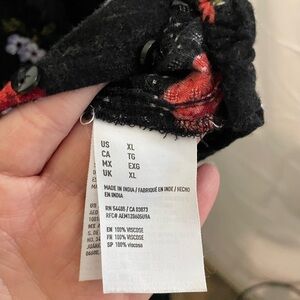 US XL
CA TG
MX EXG
UK XL
MADE IN INDIA / FABRIQUÉ EN INDE / HECHO
EN INDIA
RN 54485 / CA 03873
EN 100% VISCOSE
FR 100% VISCOSE
SP 100% viscosa